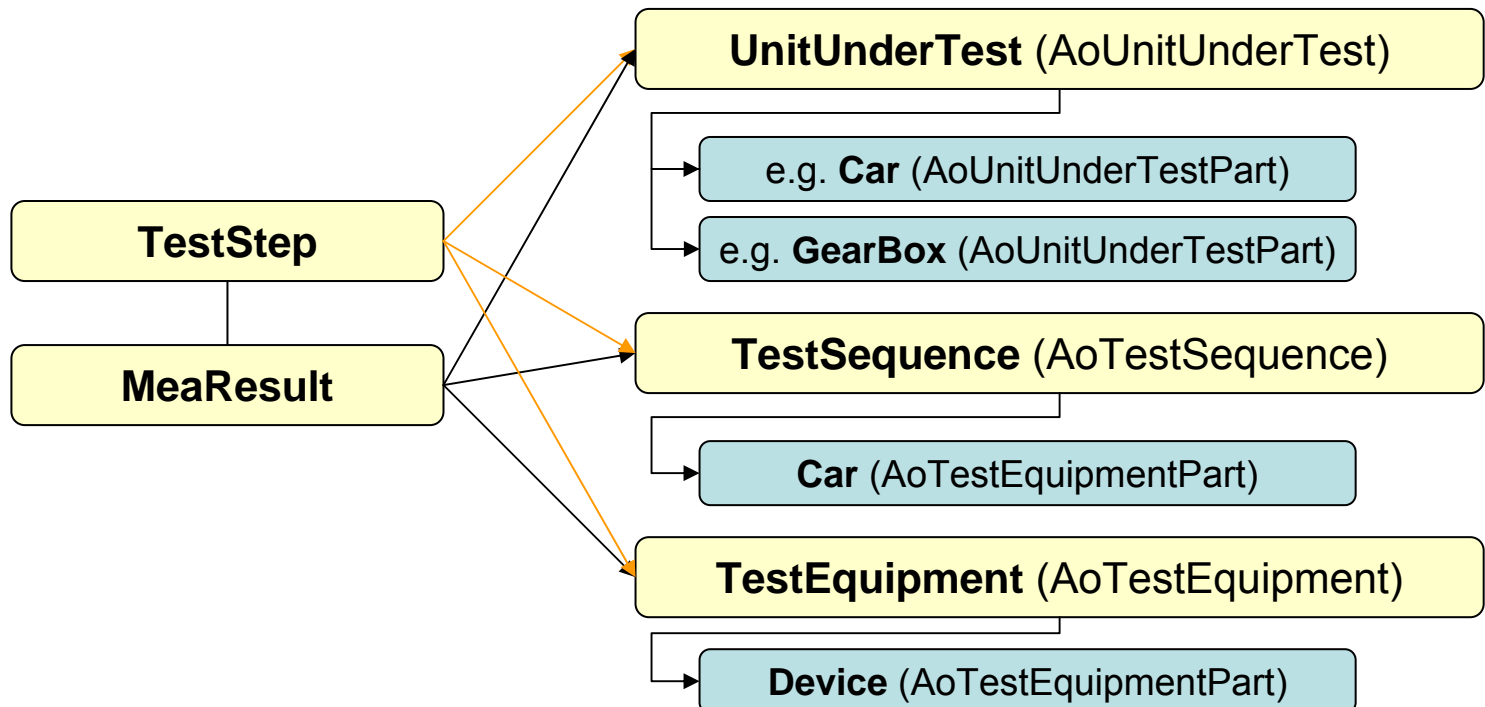 UnitUnderTest (AoUnitUnderTest)
e.g. Car (AoUnitUnderTestPart)
e.g. GearBox (AoUnitUnderTestPart)
TestStep
MeaResult
TestSequence (AoTestSequence)
Car (AoTestEquipmentPart)
TestEquipment (AoTestEquipment)
Device (AoTestEquipmentPart)